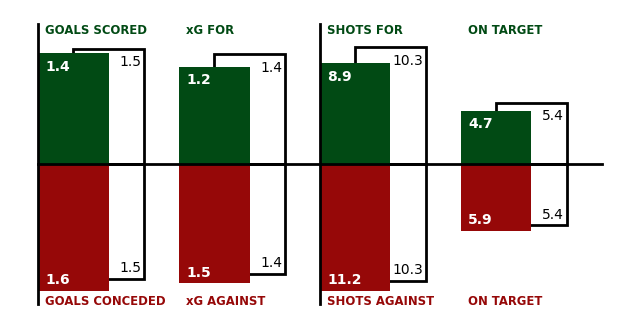 GOALS SCORED xG FOR SHOTS FOR ON TARGET
1.4 1.5 1.2 1.4 8.9 10.3 4.7 5.4
1.6 1.5 1.5 1.4 11.2 10.3 5.9 5.4
GOALS CONCEDED xG AGAINST SHOTS AGAINST ON TARGET